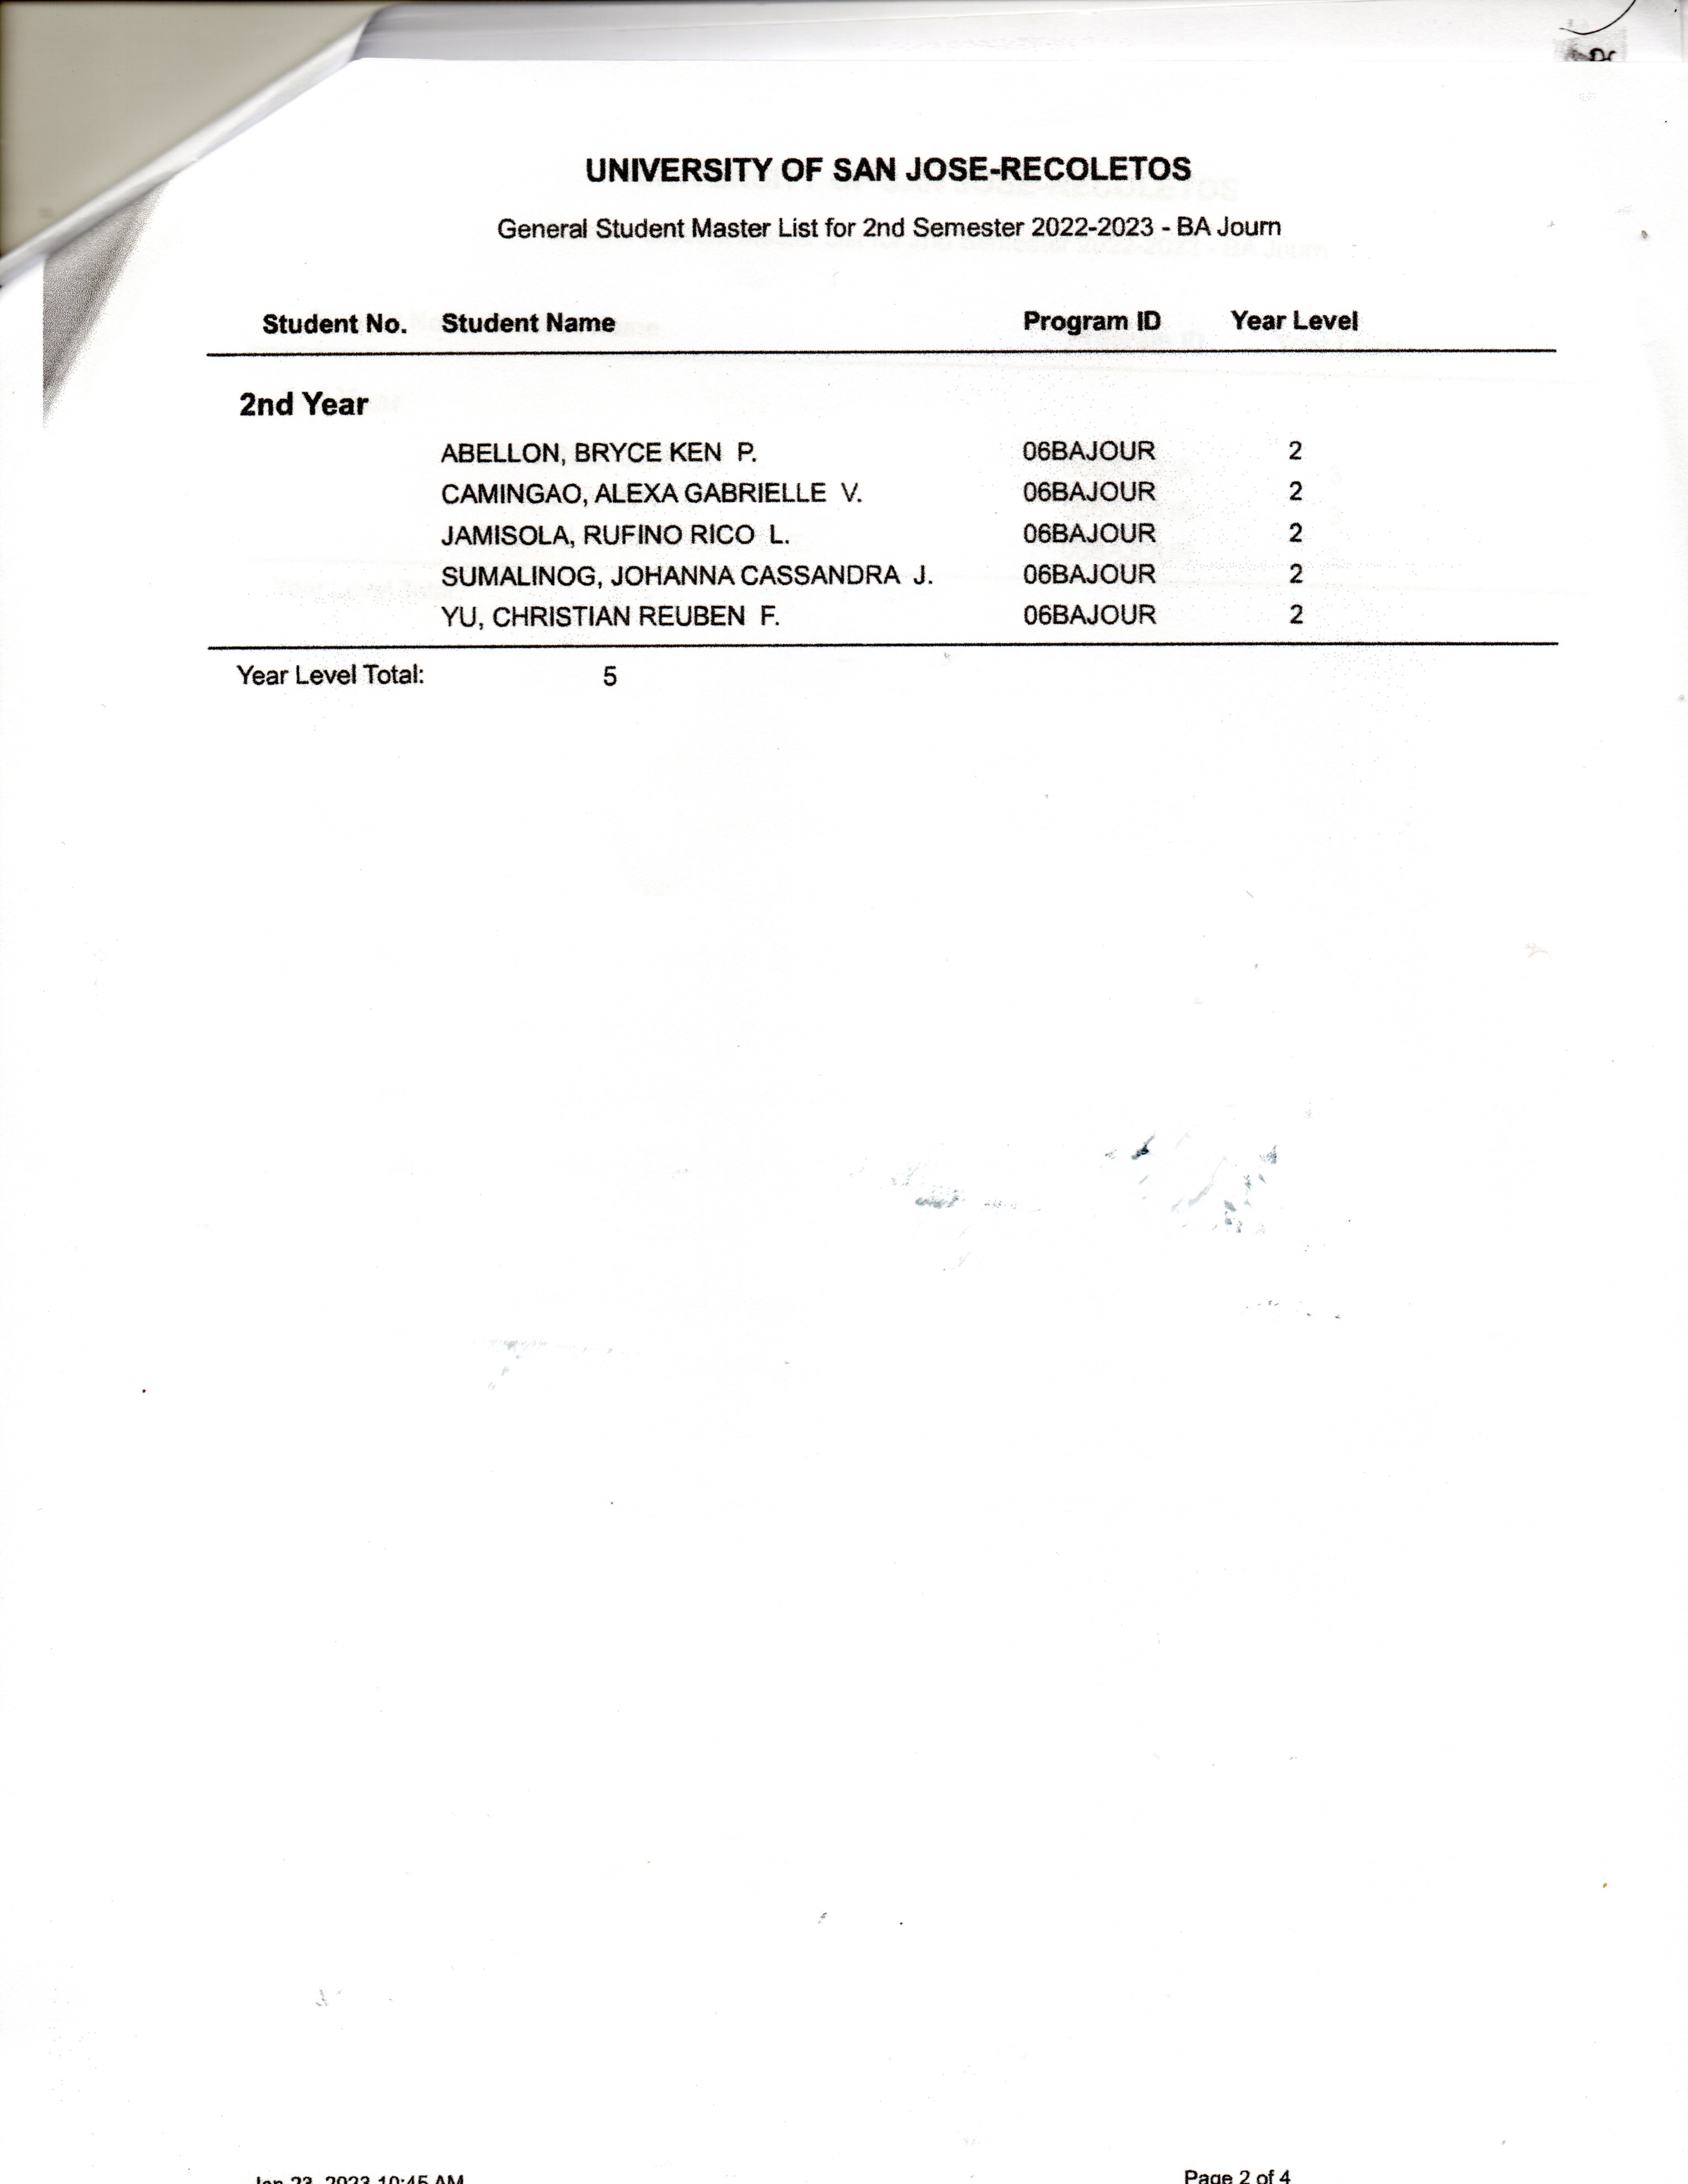 UNIVERSITY OF SAN JOSE-RECOLETOS
General Student Master List for 2nd Semester 2022-2023 - BA Journ
Student No. Student Name Program ID Year Level
2nd Year
ABELLON, BRYCE KEN P. 06BAJOUR 2
CAMINGAO, ALEXA GABRIELLE V. 06BAJOUR 2
JAMISOLA, RUFINO RICO L. 06BAJOUR 2
SUMALINOG, JOHANNA CASSANDRA J. 06BAJOUR 2
YU, CHRISTIAN REUBEN F. 06BAJOUR 2
Year Level Total: 5
Jan 23, 2023 10:45 AM Page 2 of 4